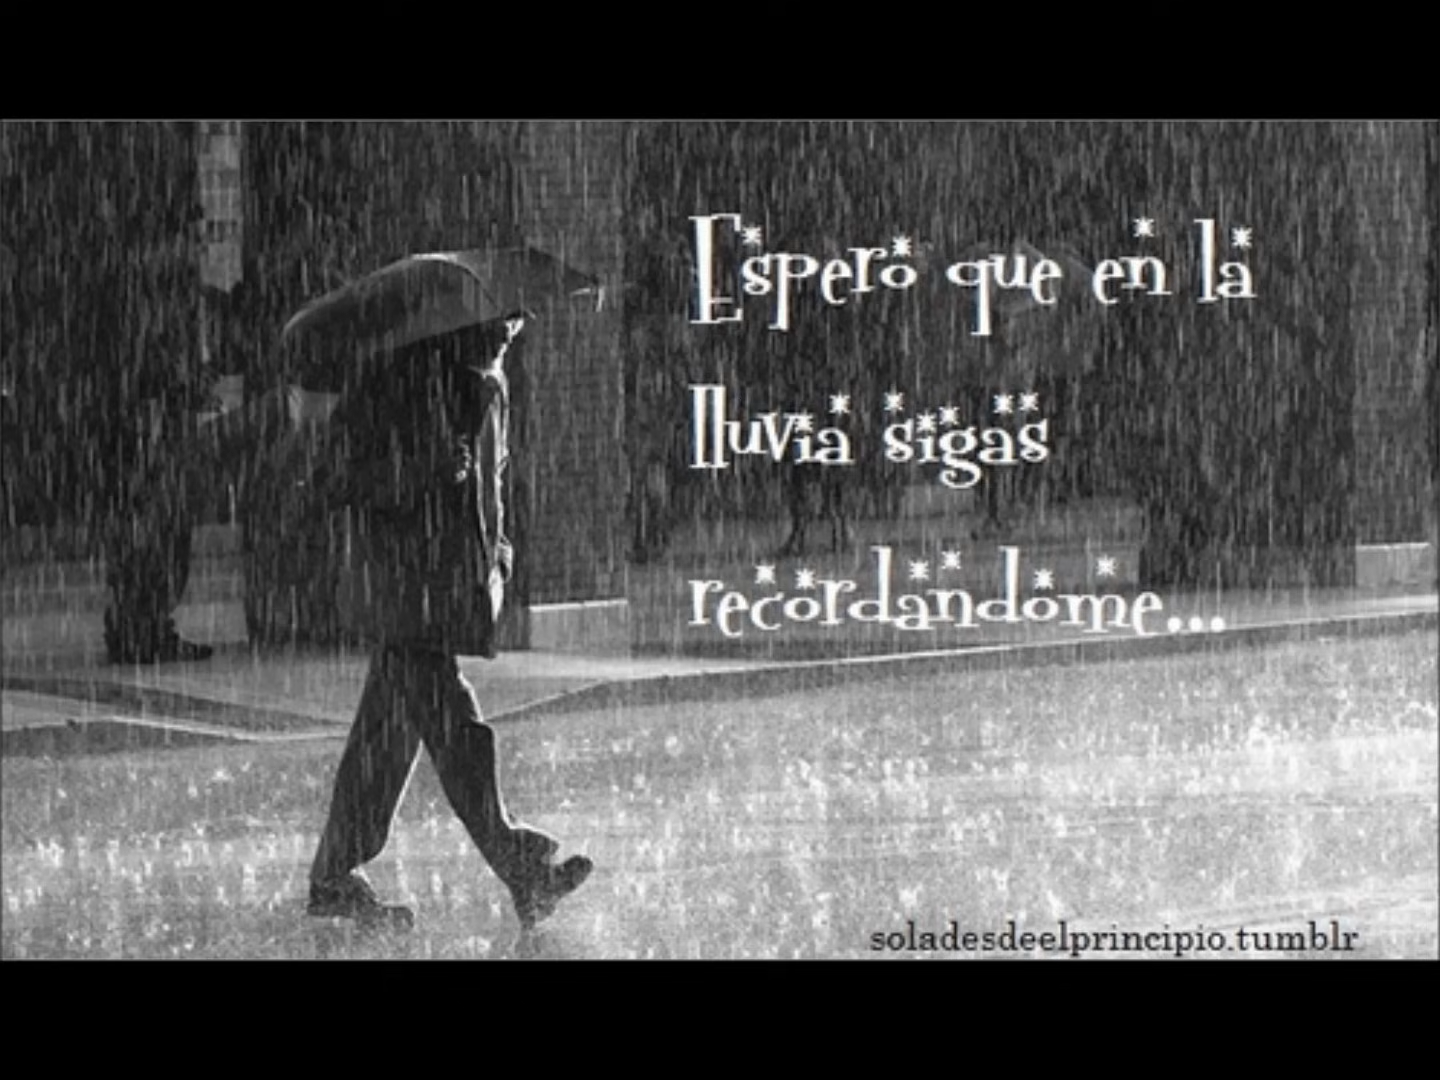 Espero que en la
lluvia sigas
recordandome...
soladesdeelprincipio.tumblr